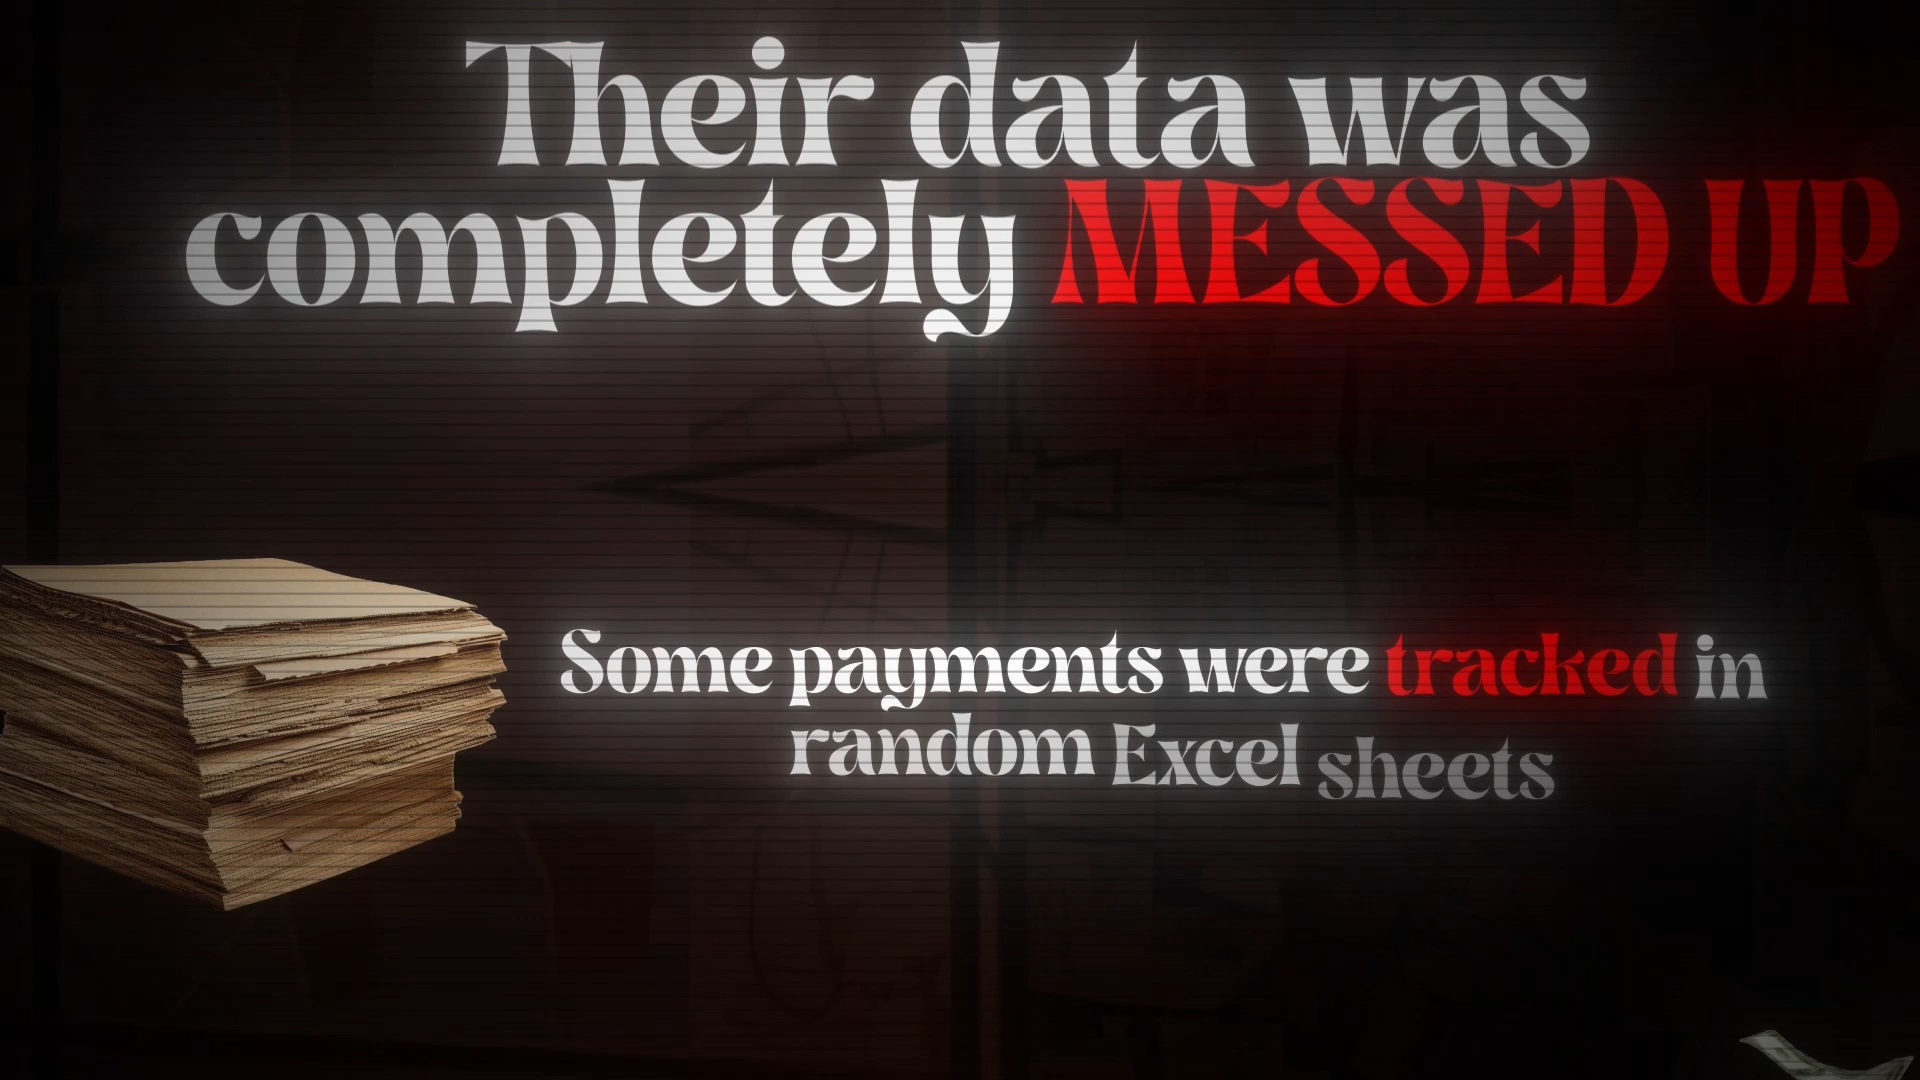 Their data was
completely MESSED UP
Some payments were tracked in
random Excel sheets